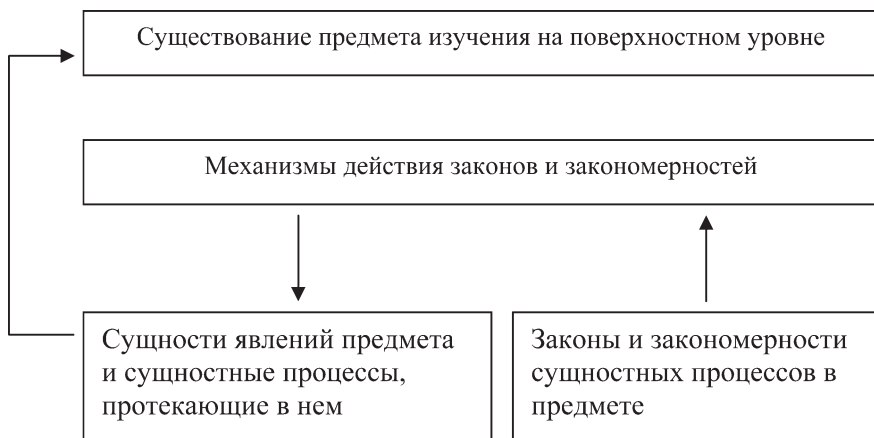 Существование предмета изучения на поверхностном уровне
Механизмы действия законов и закономерностей
Сущности явлений предмета
и сущностные процессы,
протекающие в нем
Законы и закономерности
сущностных процессов в
предмете